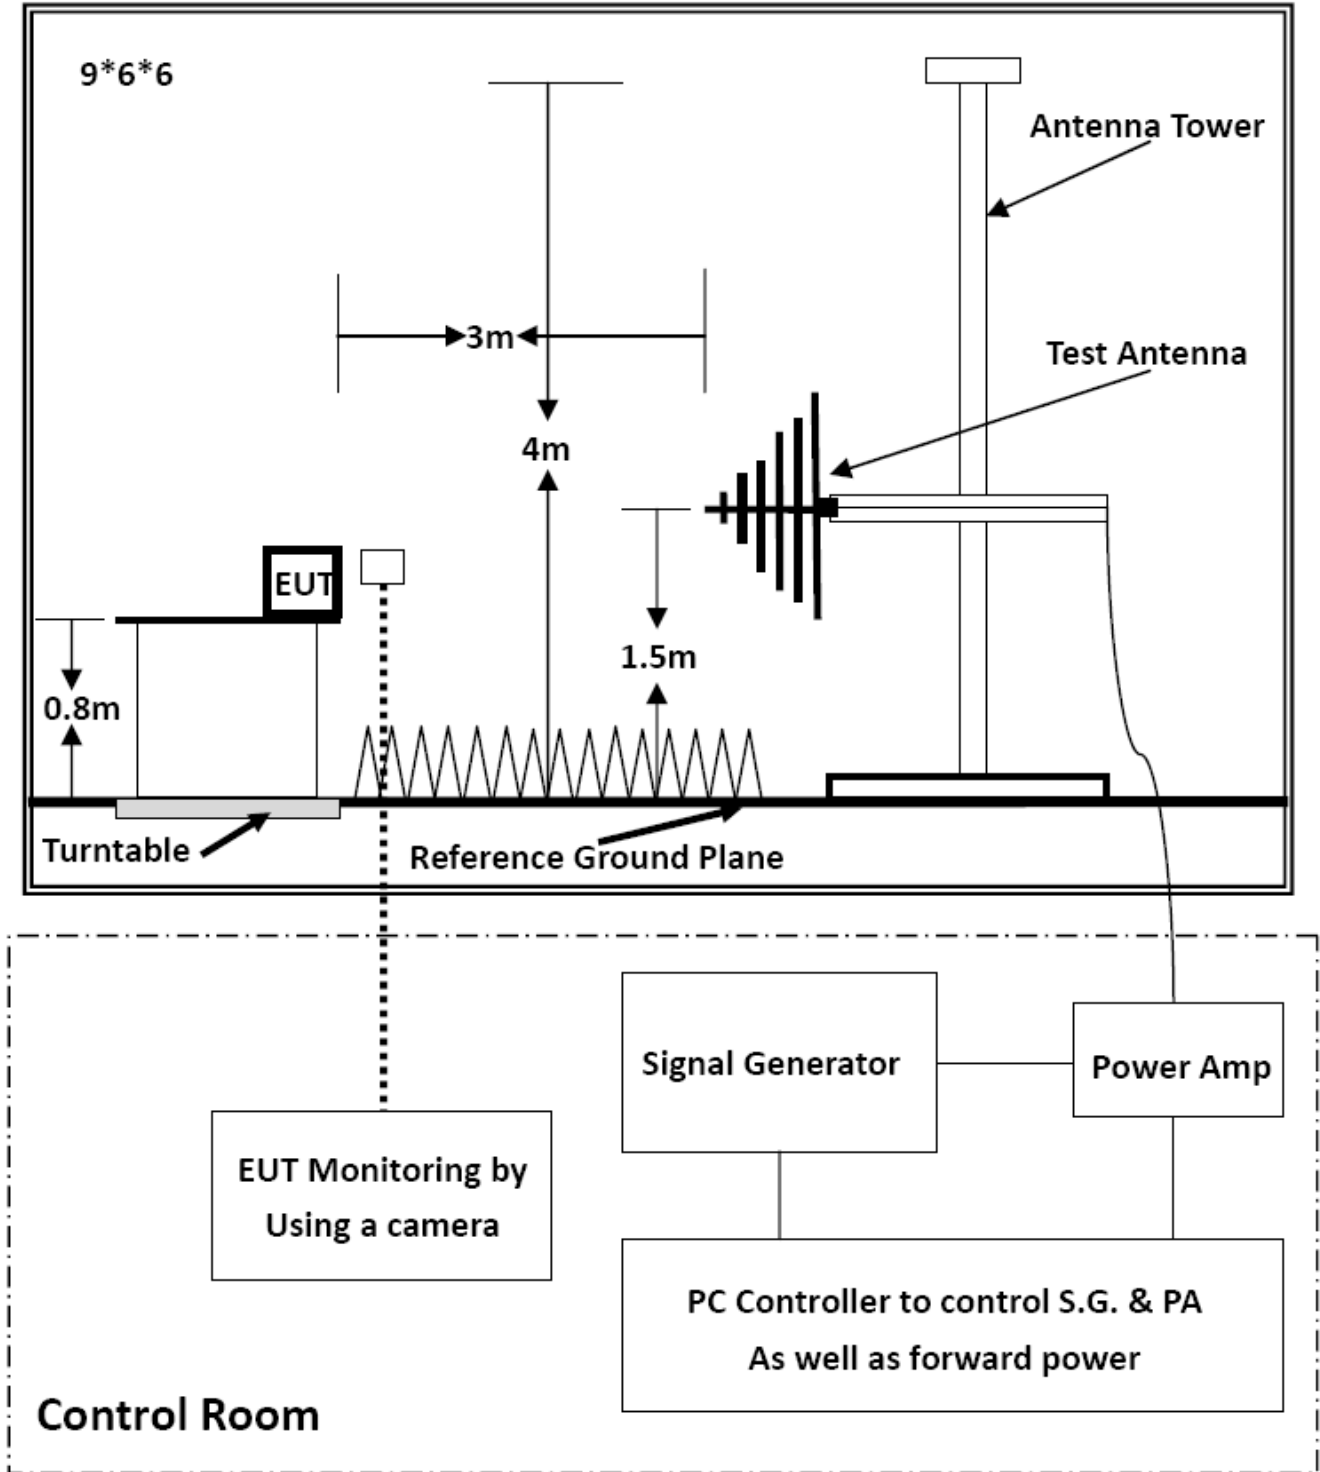 9*6*6
Antenna Tower
3m
Test Antenna
4m
EUT
1.5m
0.8m
Turntable
Reference Ground Plane
Signal Generator
Power Amp
EUT Monitoring by
Using a camera
PC Controller to control S.G. & PA
As well as forward power
Control Room